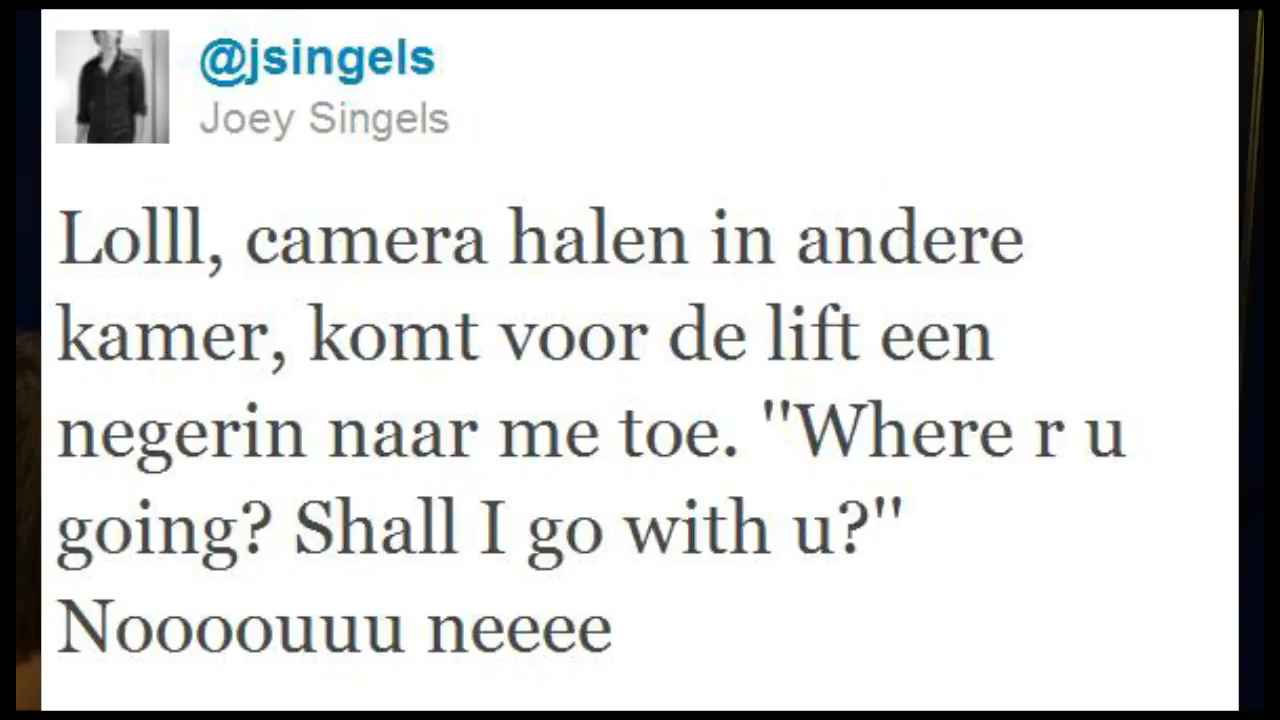 @jsingels
Joey Singels
Lolll, camera halen in andere
kamer, komt voor de lift een
negerin naar me toe. "Where r u
going? Shall I go with u?"
Noooouuu neeee